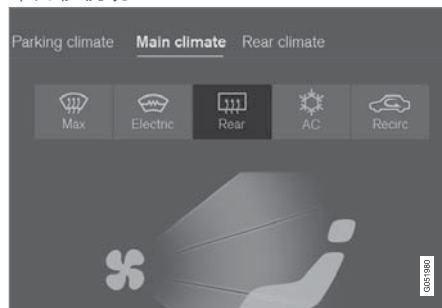 Parking climate Main climate Rear climate
Max Electric Rear AC Recirc
G051980